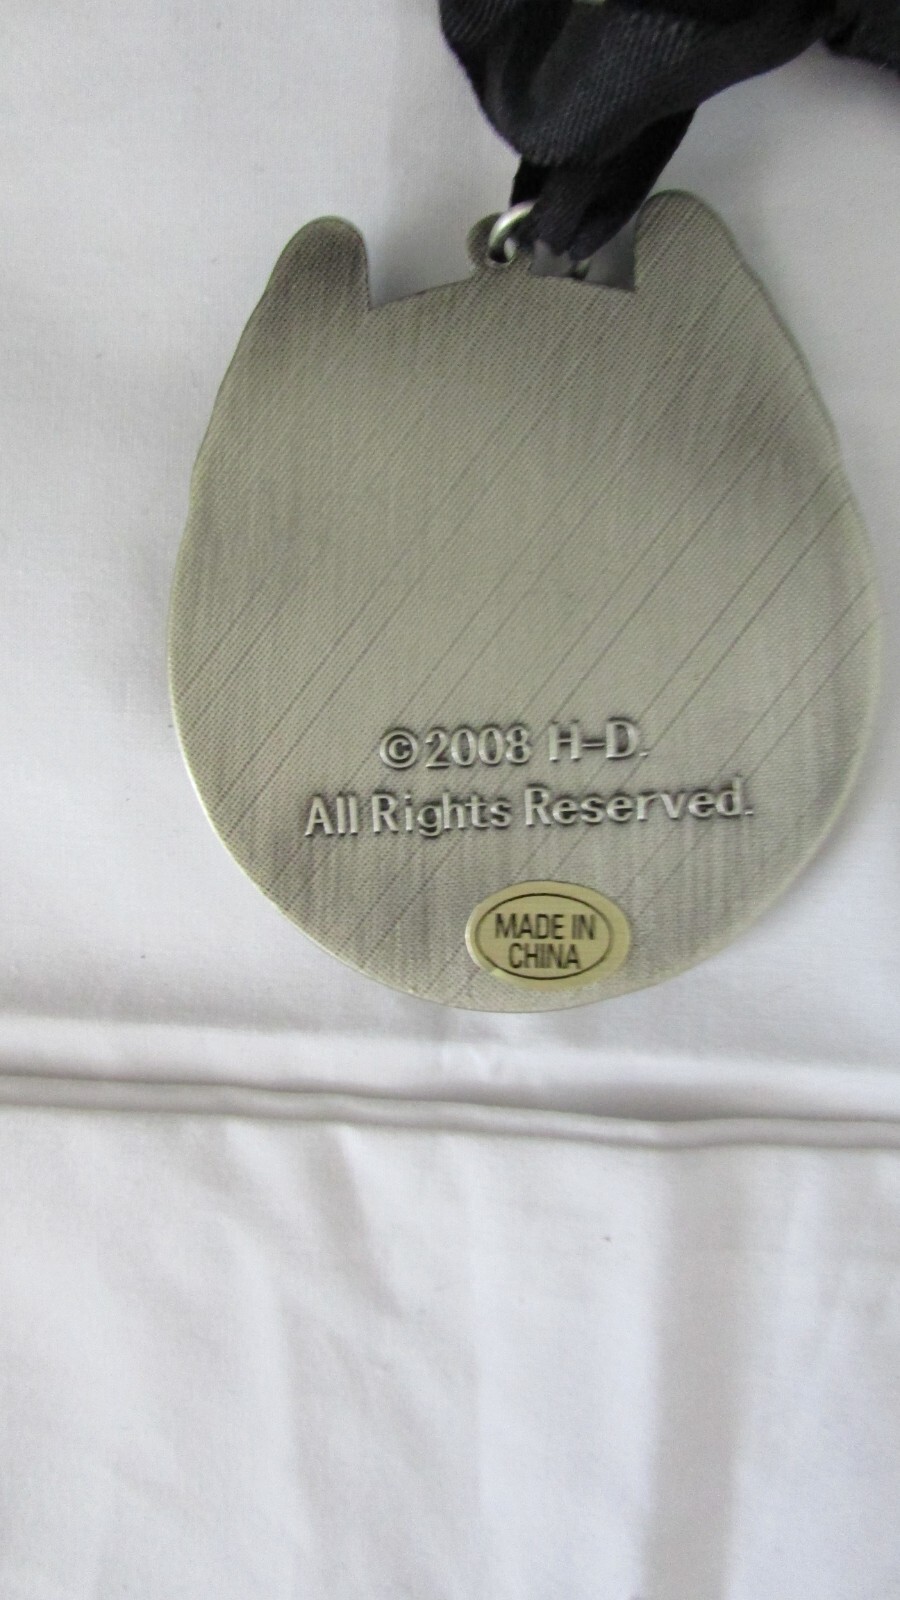 ©2008 H-D.
All Rights Reserved.
MADE IN
CHINA